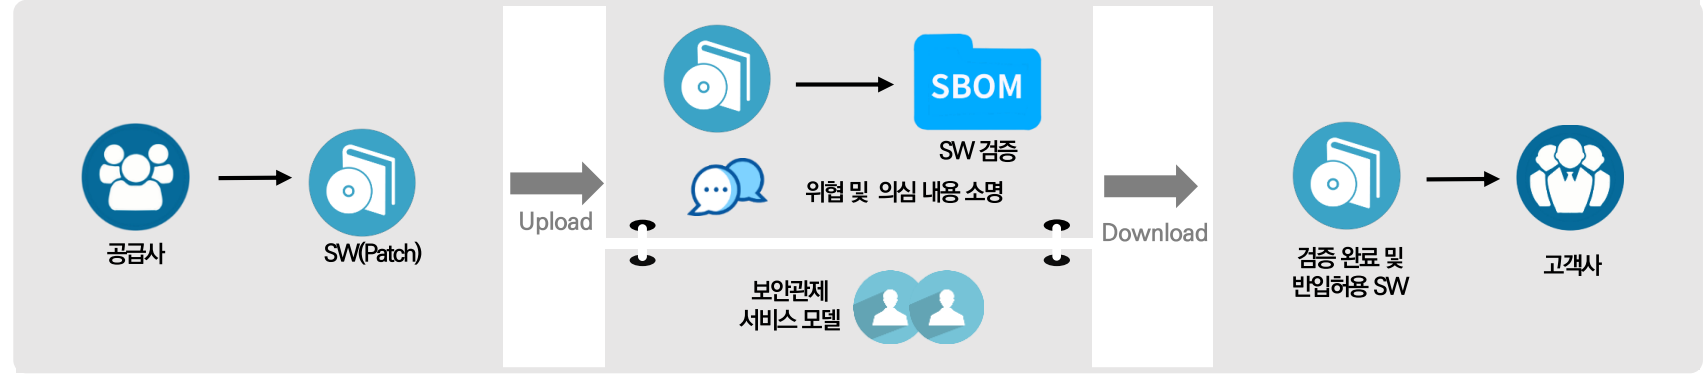 공급사
SW(Patch)
Upload
SBOM
SW 검증
위협 및 의심 내용 소명
보안관제
서비스 모델
Download
검증 완료 및
반입허용 SW
고객사